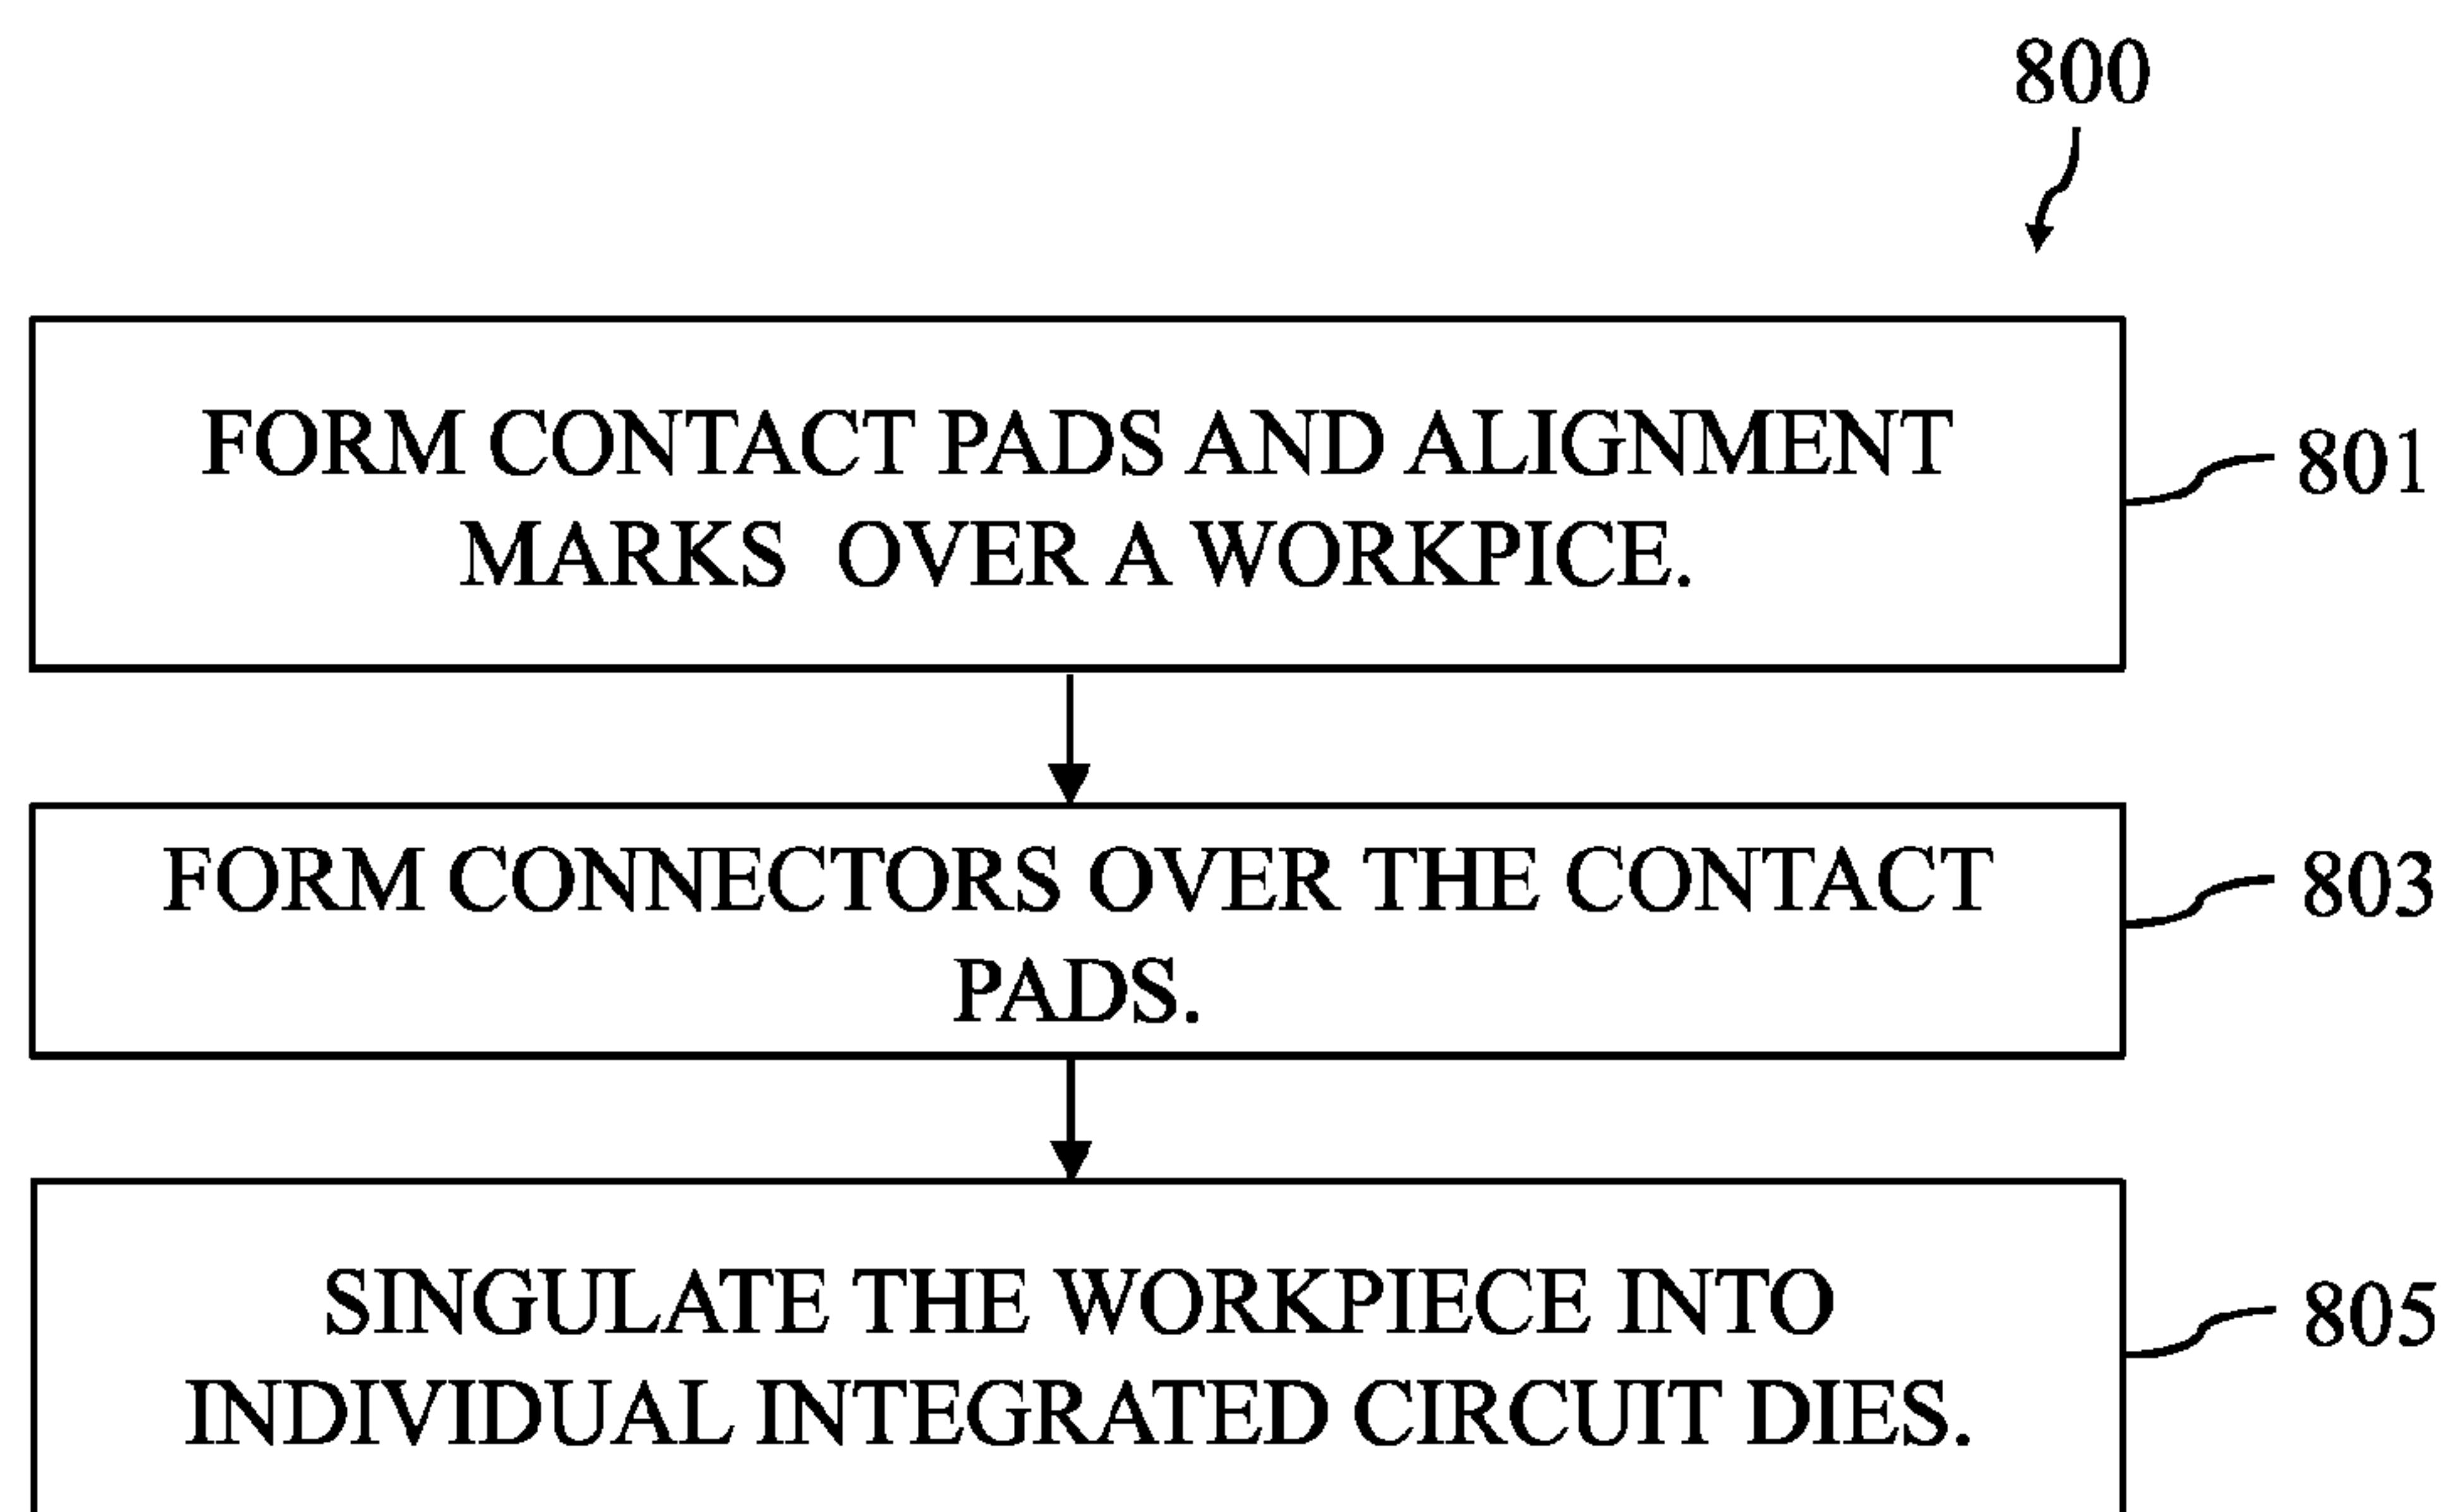 800
FORM CONTACT PADS AND ALIGNMENT
MARKS OVER A WORKPICE.
801
FORM CONNECTORS OVER THE CONTACT
PADS.
803
SINGULATE THE WORKPIECE INTO
INDIVIDUAL INTEGRATED CIRCUIT DIES.
805